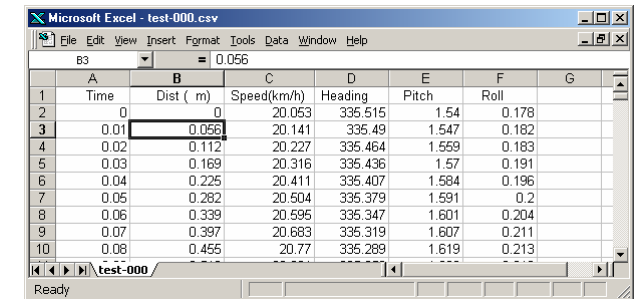 Microsoft Excel - test-000.csv
File Edit View Insert Format Tools Data Window Help
B3 = 0.056
A B C D E F G
1 Time Dist ( m) Speed(km/h) Heading Pitch Roll
2 0 0 20.053 335.515 1.54 0.178
3 0.01 0.056 20.141 335.49 1.547 0.182
4 0.02 0.112 20.227 335.464 1.559 0.183
5 0.03 0.169 20.316 335.436 1.57 0.191
6 0.04 0.225 20.411 335.407 1.584 0.196
7 0.05 0.282 20.504 335.379 1.591 0.2
8 0.06 0.339 20.595 335.347 1.601 0.204
9 0.07 0.397 20.683 335.319 1.607 0.211
10 0.08 0.455 20.77 335.289 1.619 0.213
test-000
Ready